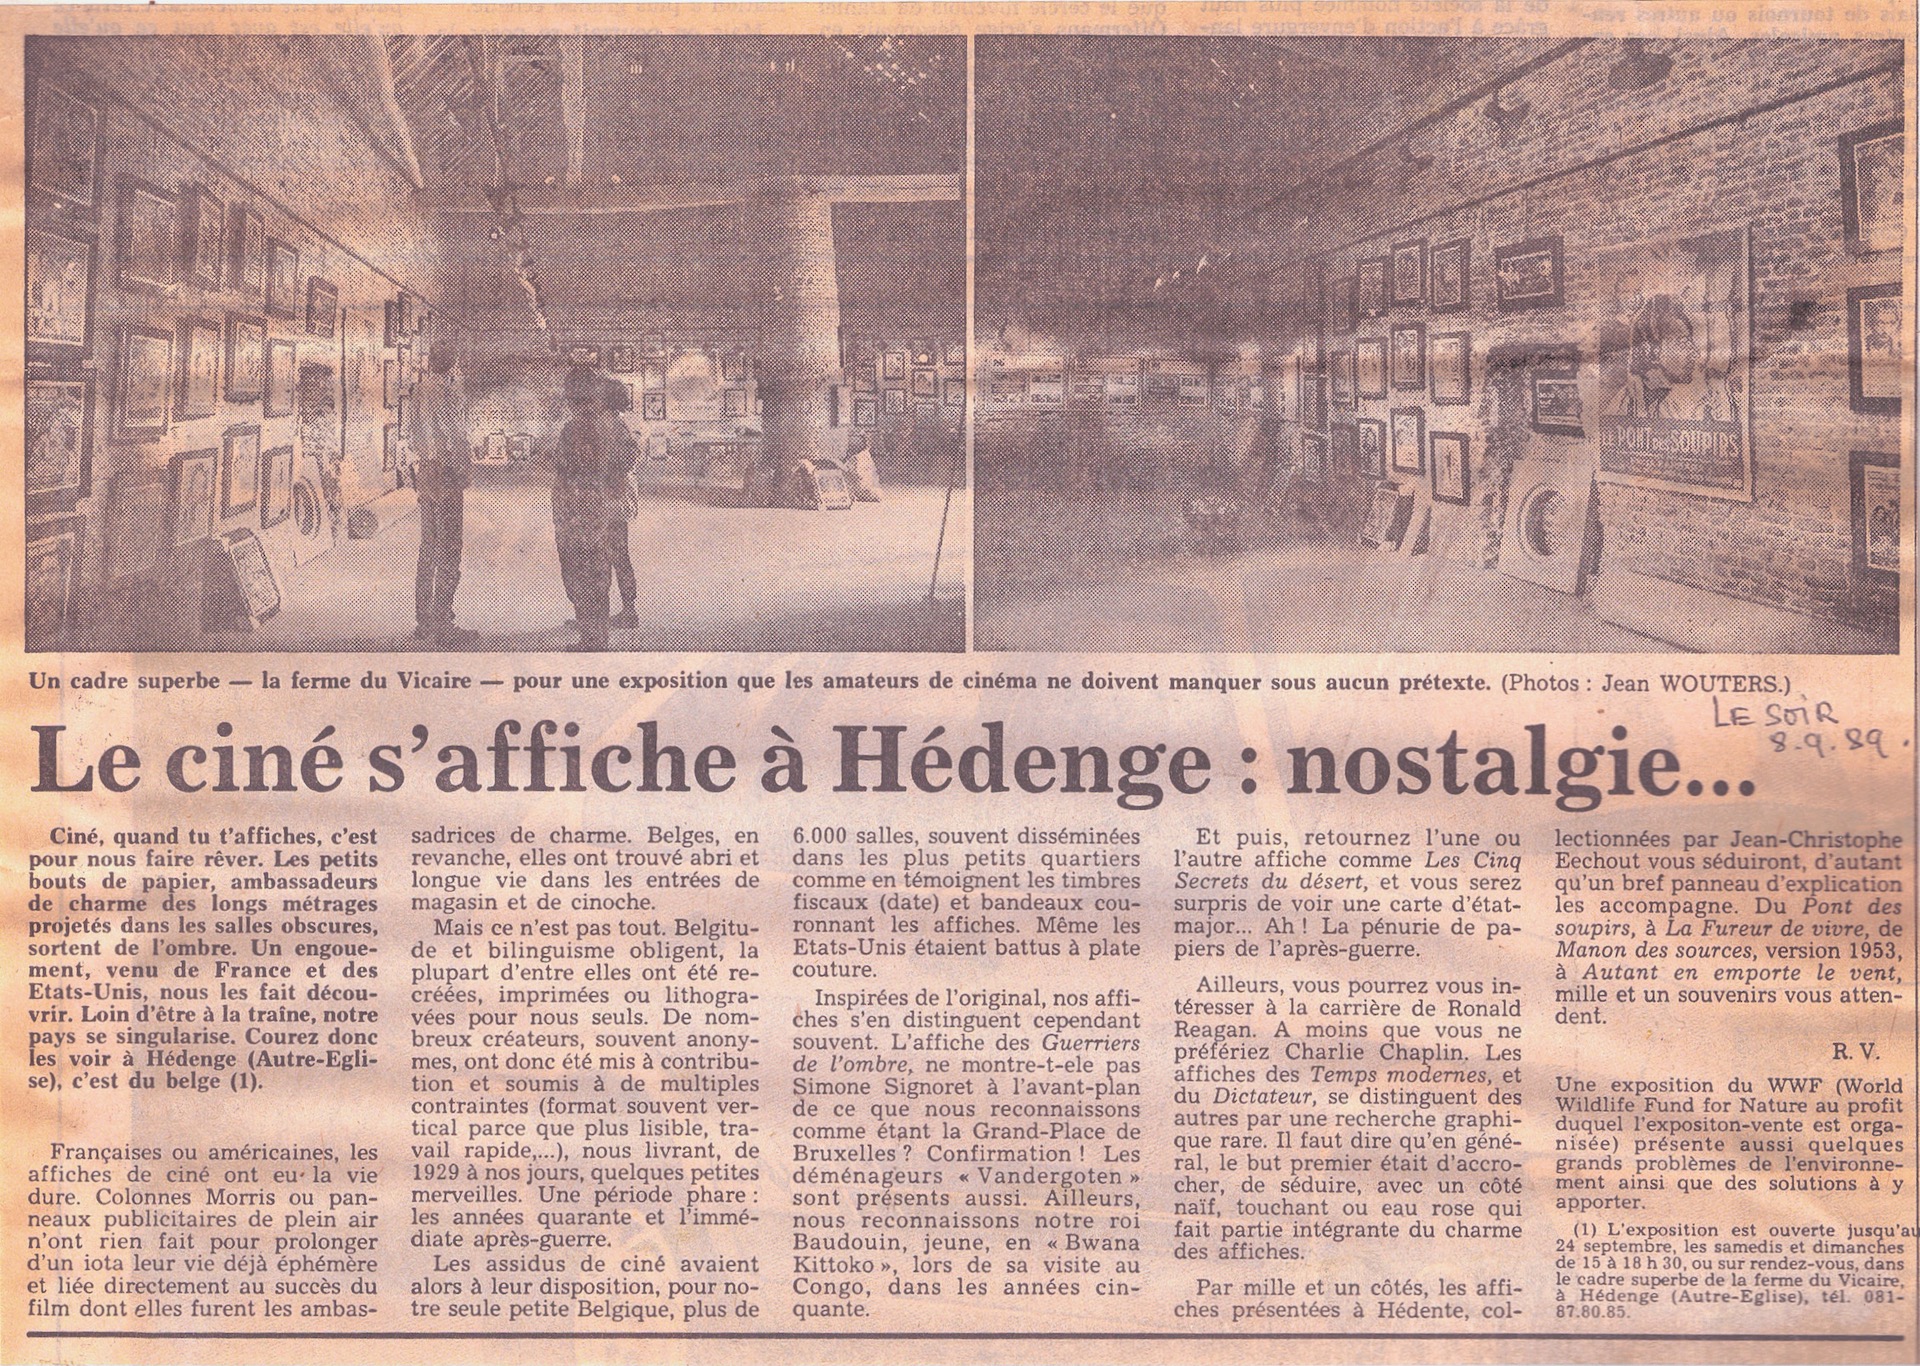 LE PONT DES SOUPIRS
Un cadre superbe — la ferme du Vicaire — pour une exposition que les amateurs de cinéma ne doivent manquer sous aucun prétexte. (Photos : Jean WOUTERS.)
LE SOIR
8.9.89.
Le ciné s'affiche à Hédenge : nostalgie...
Ciné, quand tu t'affiches, c'est
pour nous faire rêver. Les petits
bouts de papier, ambassadeurs
de charme des longs métrages
projetés dans les salles obscures,
sortent de l'ombre. Un engoue-
ment, venu de France et des
Etats-Unis, nous les fait décou-
vrir. Loin d'être à la traîne, notre
pays se singularise. Courez donc
les voir à Hédenge (Autre-Egli-
se), c'est du belge (1).
Françaises ou américaines, les
affiches de ciné ont eu la vie
dure. Colonnes Morris ou pan-
neaux publicitaires de plein air
n'ont rien fait pour prolonger
d'un iota leur vie déjà éphémère
et liée directement au succès du
film dont elles furent les ambas-
sadrices de charme. Belges, en
revanche, elles ont trouvé abri et
longue vie dans les entrées de
magasin et de cinoche.
Mais ce n'est pas tout. Belgitu-
de et bilinguisme obligent, la
plupart d'entre elles ont été re-
créées, imprimées ou lithogra-
vées pour nous seuls. De nom-
breux créateurs, souvent anony-
mes, ont donc été mis à contribu-
tion et soumis à de multiples
contraintes (format souvent ver-
tical parce que plus lisible, tra-
vail rapide,...), nous livrant, de
1929 à nos jours, quelques petites
merveilles. Une période phare :
les années quarante et l'immé-
diate après-guerre.
Les assidus de ciné avaient
alors à leur disposition, pour no-
tre seule petite Belgique, plus de
6.000 salles, souvent disséminées
dans les plus petits quartiers
comme en témoignent les timbres
fiscaux (date) et bandeaux cou-
ronnant les affiches. Même les
Etats-Unis étaient battus à plate
couture.
Inspirées de l'original, nos affi-
ches s'en distinguent cependant
souvent. L'affiche des Guerriers
de l'ombre, ne montre-t-ele pas
Simone Signoret à l'avant-plan
de ce que nous reconnaissons
comme étant la Grand-Place de
Bruxelles ? Confirmation ! Les
déménageurs « Vandergoten »
sont présents aussi. Ailleurs,
nous reconnaissons notre roi
Baudouin, jeune, en « Bwana
Kittoko », lors de sa visite au
Congo, dans les années cin-
quante.
Et puis, retournez l'une ou
l'autre affiche comme Les Cinq
Secrets du désert, et vous serez
surpris de voir une carte d'état-
major... Ah ! La pénurie de pa-
piers de l'après-guerre.
Ailleurs, vous pourrez vous in-
téresser à la carrière de Ronald
Reagan. A moins que vous ne
préfériez Charlie Chaplin. Les
affiches des Temps modernes, et
du Dictateur, se distinguent des
autres par une recherche graphi-
que rare. Il faut dire qu'en géné-
ral, le but premier était d'accro-
cher, de séduire, avec un côté
naïf, touchant ou eau rose qui
fait partie intégrante du charme
des affiches.
Par mille et un côtés, les affi-
ches présentées à Hédente, col-
lectionnées par Jean-Christophe
Eechout vous séduiront, d'autant
qu'un bref panneau d'explication
les accompagne. Du Pont des
soupirs, à La Fureur de vivre, de
Manon des sources, version 1953,
à Autant en emporte le vent,
mille et un souvenirs vous atten-
dent.
R. V.
Une exposition du WWF (World
Wildlife Fund for Nature au profit
duquel l'expositon-vente est orga-
nisée) présente aussi quelques
grands problèmes de l'environne-
ment ainsi que des solutions à y
apporter.
(1) L'exposition est ouverte jusqu'au
24 septembre, les samedis et dimanches
de 15 à 18 h 30, ou sur rendez-vous, dans
le cadre superbe de la ferme du Vicaire,
à Hédenge (Autre-Eglise), tél. 081-
87.80.85.